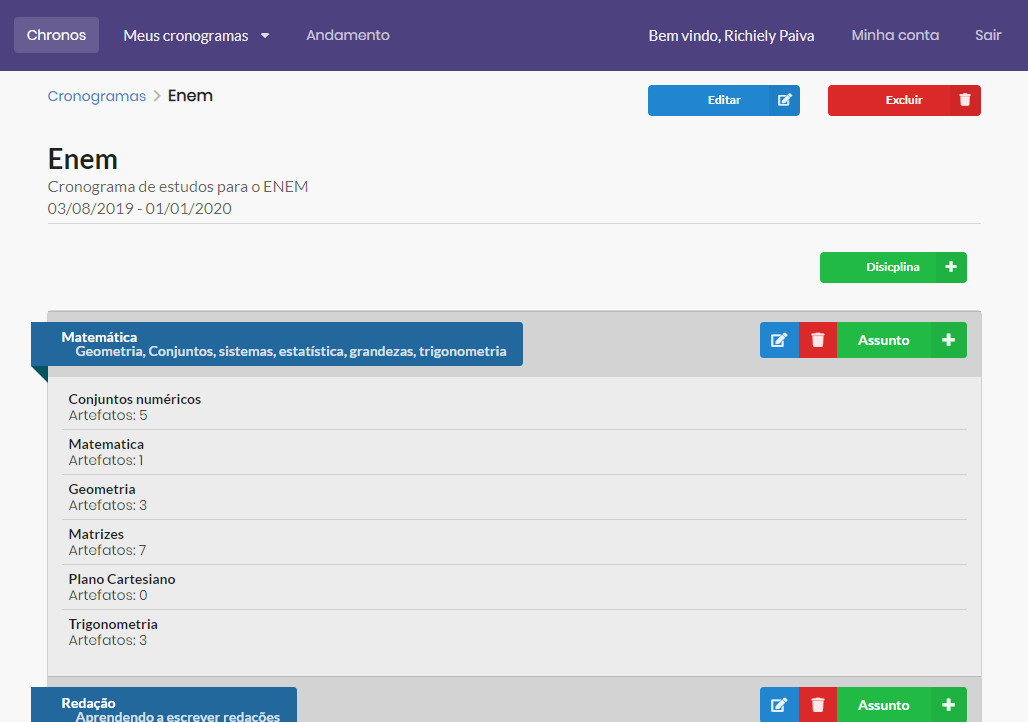 Chronos Meus cronogramas Andamento Bem vindo, Richiely Paiva Minha conta Sair
Cronogramas Enem Editar Excluir
Enem
Cronograma de estudos para o ENEM
03/08/2019 - 01/01/2020
Disicplina
Matemática
Geometria, Conjuntos, sistemas, estatística, grandezas, trigonometria
Assunto
Conjuntos numéricos
Artefatos: 5
Matematica
Artefatos: 1
Geometria
Artefatos: 3
Matrizes
Artefatos: 7
Plano Cartesiano
Artefatos: 0
Trigonometria
Artefatos: 3
Redação
Aprendendo a escrever redações
Assunto